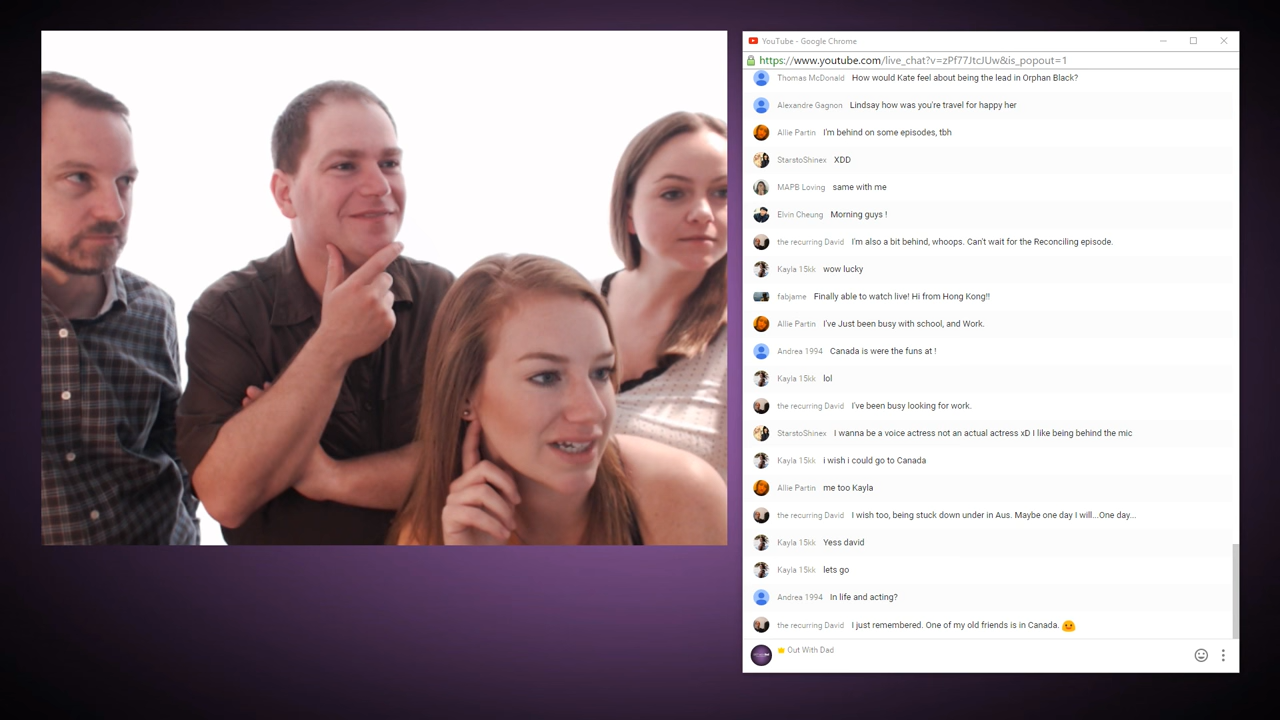 YouTube - Google Chrome
https://www.youtube.com/live_chat?v=zPf77JtcJUw&is_popout=1
Thomas McDonald How would Kate feel about being the lead in Orphan Black?
Alexandre Gagnon Lindsay how was you're travel for happy her
Allie Partin I'm behind on some episodes, tbh
StarstoShinex XDD
MAPB Loving same with me
Elvin Cheung Morning guys !
the recurring David I'm also a bit behind, whoops. Can't wait for the Reconciling episode.
Kayla 15kk wow lucky
fabjame Finally able to watch live! Hi from Hong Kong!!
Allie Partin I've Just been busy with school, and Work.
Andrea 1994 Canada is were the funs at !
Kayla 15kk lol
the recurring David I've been busy looking for work.
StarstoShinex I wanna be a voice actress not an actual actress xD I like being behind the mic
Kayla 15kk i wish i could go to Canada
Allie Partin me too Kayla
the recurring David I wish too, being stuck down under in Aus. Maybe one day I will...One day...
Kayla 15kk Yess david
Kayla 15kk lets go
Andrea 1994 In life and acting?
the recurring David I just remembered. One of my old friends is in Canada.
Out With Dad